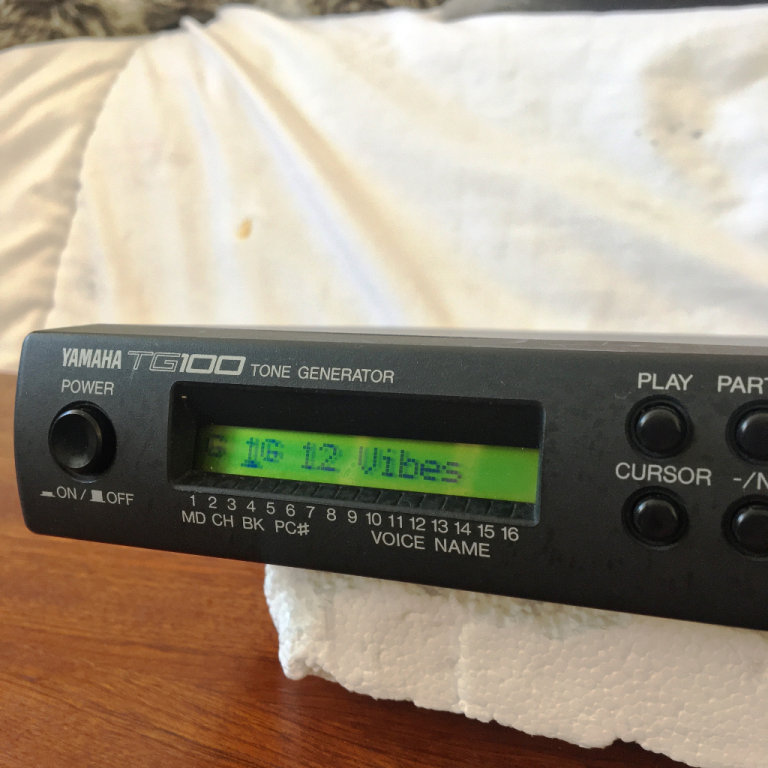 YAMAHA TG100 TONE GENERATOR
POWER
ON / OFF
G 1G 12 Vibes
1 2 3 4 5 6 7 8 9 10 11 12 13 14 15 16
MD CH BK PC# VOICE NAME
PLAY PART
CURSOR -/N